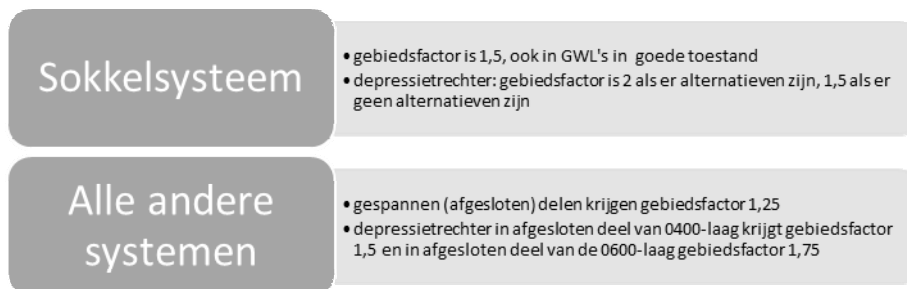 Sokkelsysteem
• gebiedsfactor is 1,5, ook in GWL's in goede toestand
• depressietrechter: gebiedsfactor is 2 als er alternatieven zijn, 1,5 als er
geen alternatieven zijn
Alle andere
systemen
• gespannen (afgesloten) delen krijgen gebiedsfactor 1,25
• depressietrechter in afgesloten deel van 0400-laag krijgt gebiedsfactor
1,5 en in afgesloten deel van de 0600-laag gebiedsfactor 1,75